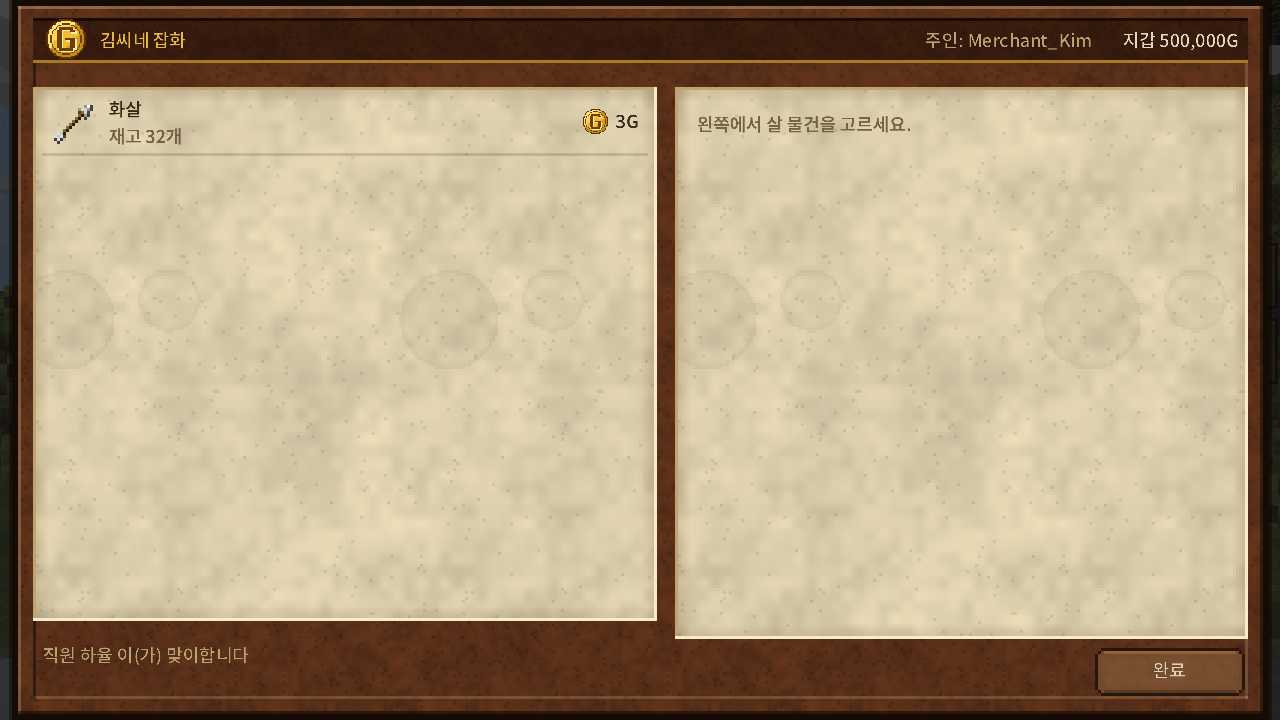 김씨네 잡화
주인: Merchant_Kim 지갑 500,000G
화살
재고 32개
3G
왼쪽에서 살 물건을 고르세요.
직원 하율 이(가) 맞이합니다
완료